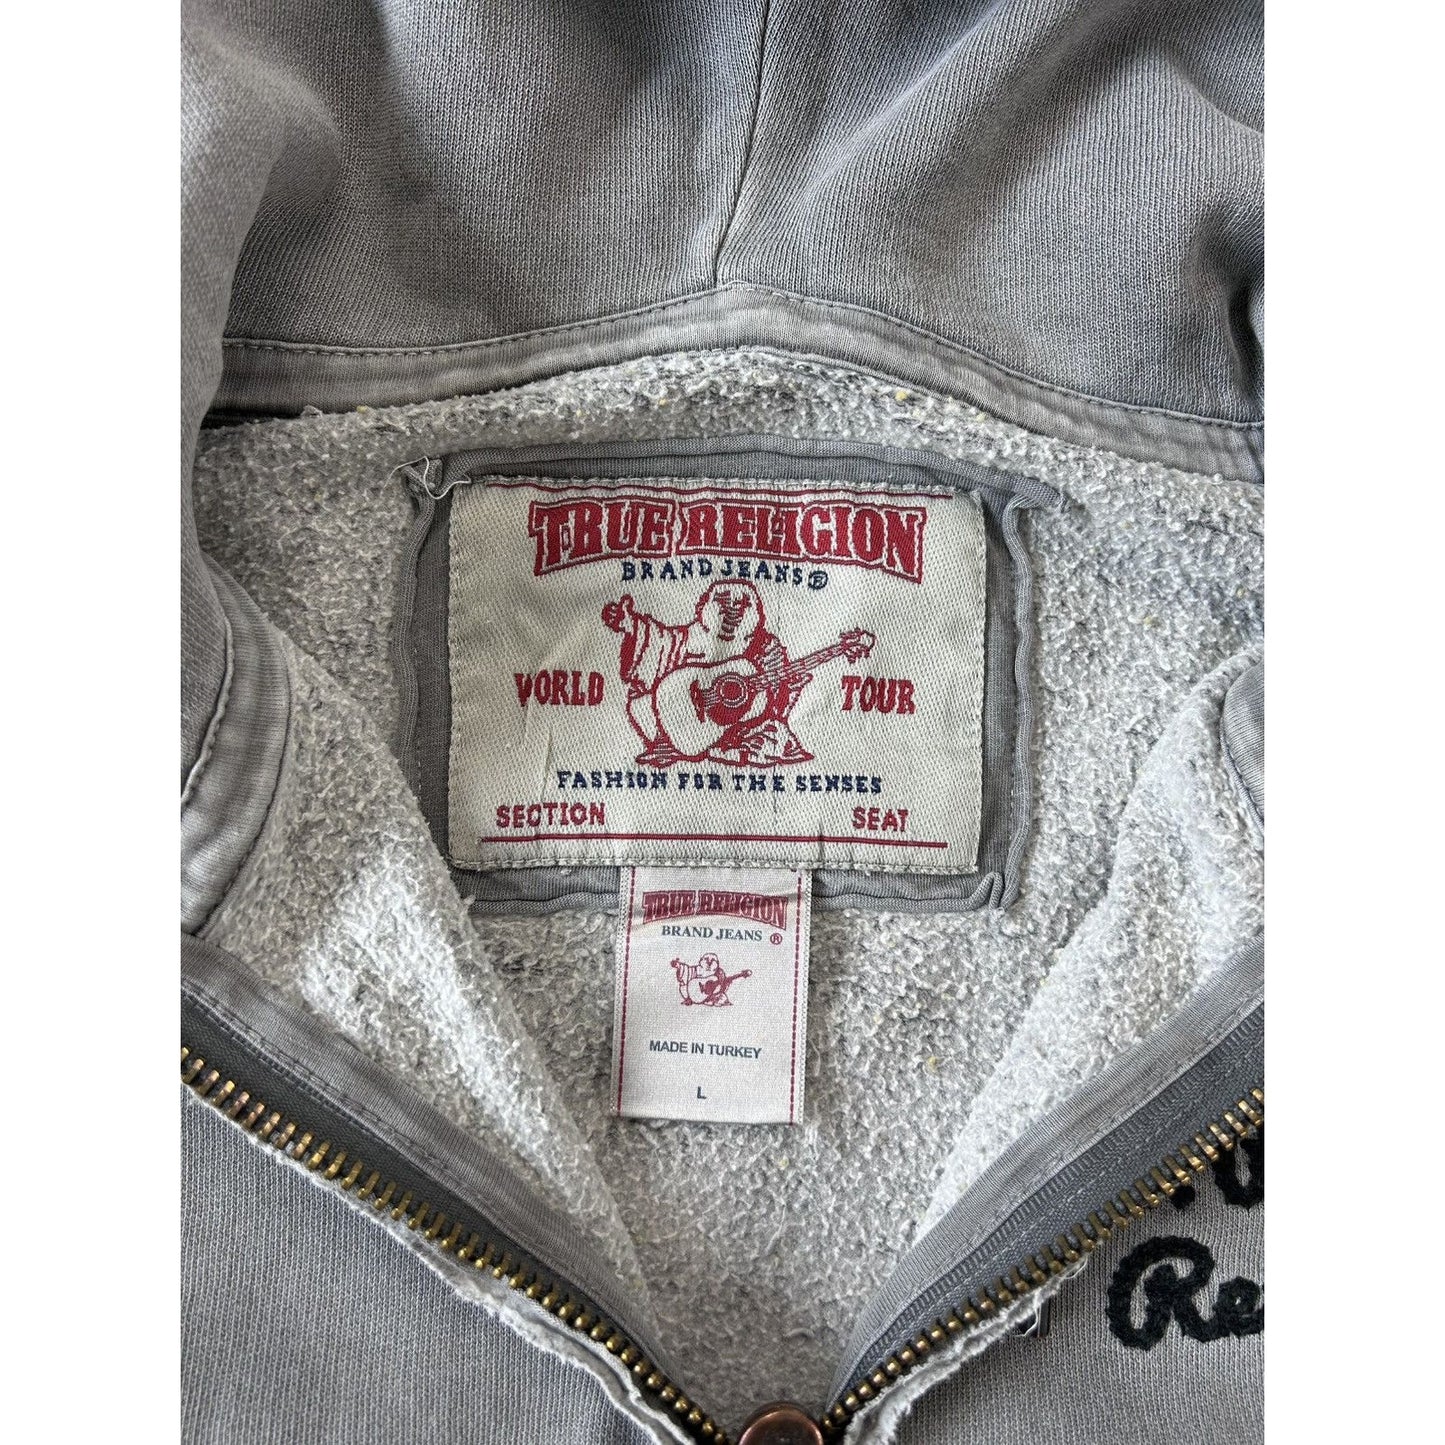 TRUE RELIGION
BRAND JEANS®
WORLD TOUR
FASHION FOR THE SENSES
SECTION SEAT
TRUE RELIGION
BRAND JEANS ®
MADE IN TURKEY
L